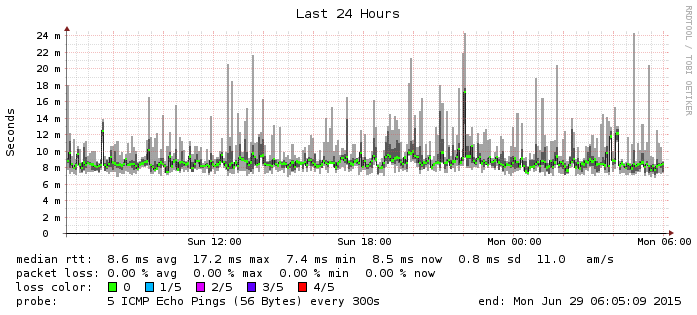 Last 24 Hours
RRDTOOL / TOBI OETIKER
Seconds
24 m
22 m
20 m
18 m
16 m
14 m
12 m
10 m
8 m
6 m
4 m
2 m
0
Sun 12:00 Sun 18:00 Mon 00:00 Mon 06:00
median rtt: 8.6 ms avg 17.2 ms max 7.4 ms min 8.5 ms now 0.8 ms sd 11.0 am/s
packet loss: 0.00 % avg 0.00 % max 0.00 % min 0.00 % now
loss color: 0 1/5 2/5 3/5 4/5
probe: 5 ICMP Echo Pings (56 Bytes) every 300s end: Mon Jun 29 06:05:09 2015